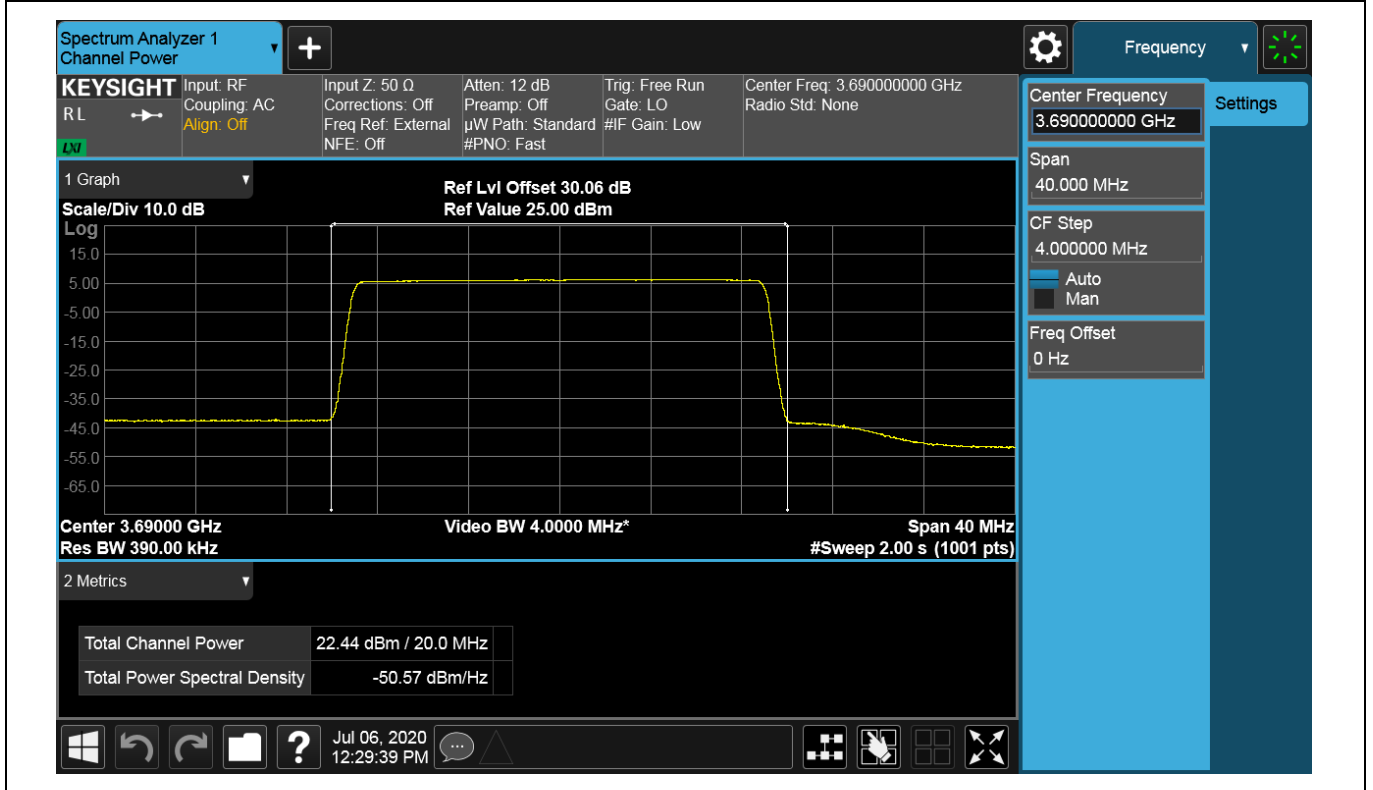 Spectrum Analyzer 1
Channel Power
+
Frequency
KEYSIGHT
RL
LXI
Input: RF
Coupling: AC
Align: Off
Input Z: 50 Ω
Corrections: Off
Freq Ref: External
NFE: Off
Atten: 12 dB
Preamp: Off
µW Path: Standard
#PNO: Fast
Trig: Free Run
Gate: LO
#IF Gain: Low
Center Freq: 3.690000000 GHz
Radio Std: None
Center Frequency
3.690000000 GHz
Settings
Span
40.000 MHz
CF Step
4.000000 MHz
Auto
Man
Freq Offset
0 Hz
1 Graph
Scale/Div 10.0 dB
Ref Lvl Offset 30.06 dB
Ref Value 25.00 dBm
Log
15.0
5.00
-5.00
-15.0
-25.0
-35.0
-45.0
-55.0
-65.0
Center 3.69000 GHz
Video BW 4.0000 MHz*
Span 40 MHz
Res BW 390.00 kHz
#Sweep 2.00 s (1001 pts)
2 Metrics
Total Channel Power 22.44 dBm / 20.0 MHz
Total Power Spectral Density -50.57 dBm/Hz
?
Jul 06, 2020
12:29:39 PM